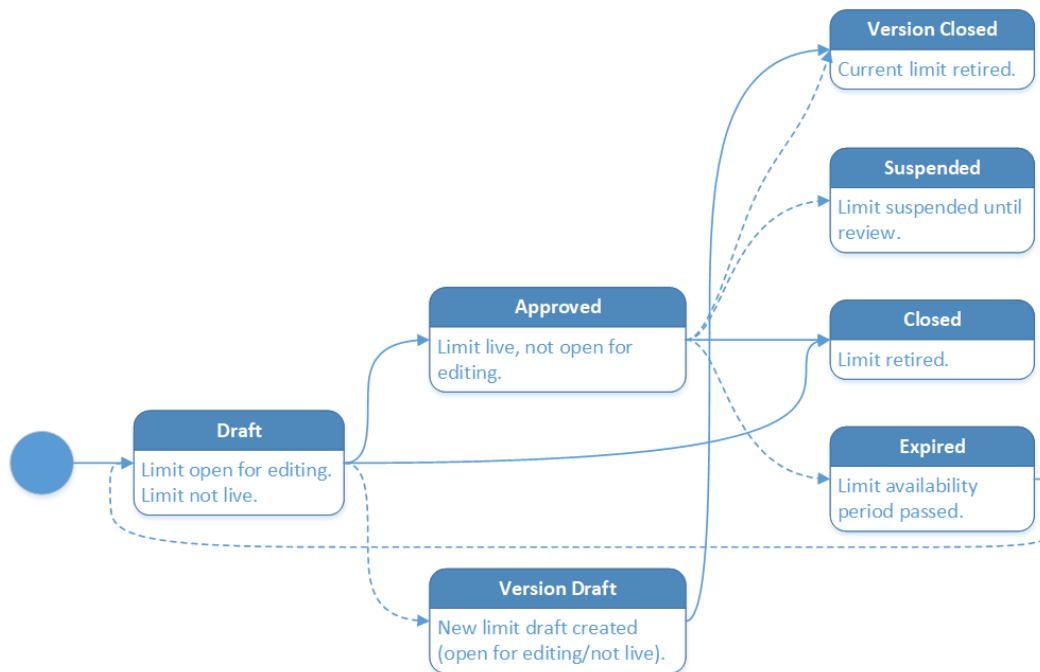 Version Closed
Current limit retired.
Suspended
Limit suspended until
review.
Approved
Limit live, not open for
editing.
Closed
Limit retired.
Draft
Limit open for editing.
Limit not live.
Expired
Limit availability
period passed.
Version Draft
New limit draft created
(open for editing/not live).